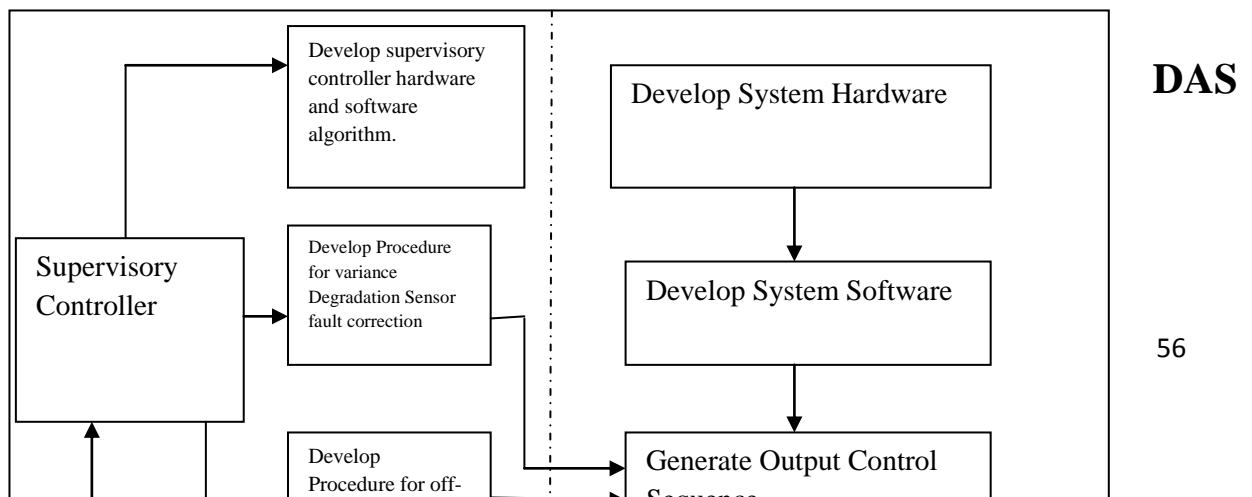 Develop supervisory
controller hardware
and software
algorithm.
Develop System Hardware
DAS
Supervisory
Controller
Develop Procedure
for variance
Degradation Sensor
fault correction
Develop System Software
56
Develop
Procedure for off-
Generate Output Control
Sequence